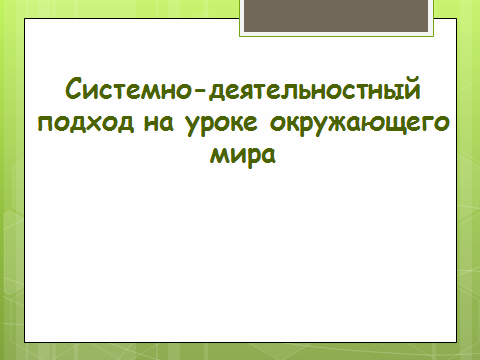 Системно-деятельностный
подход на уроке окружающего
мира